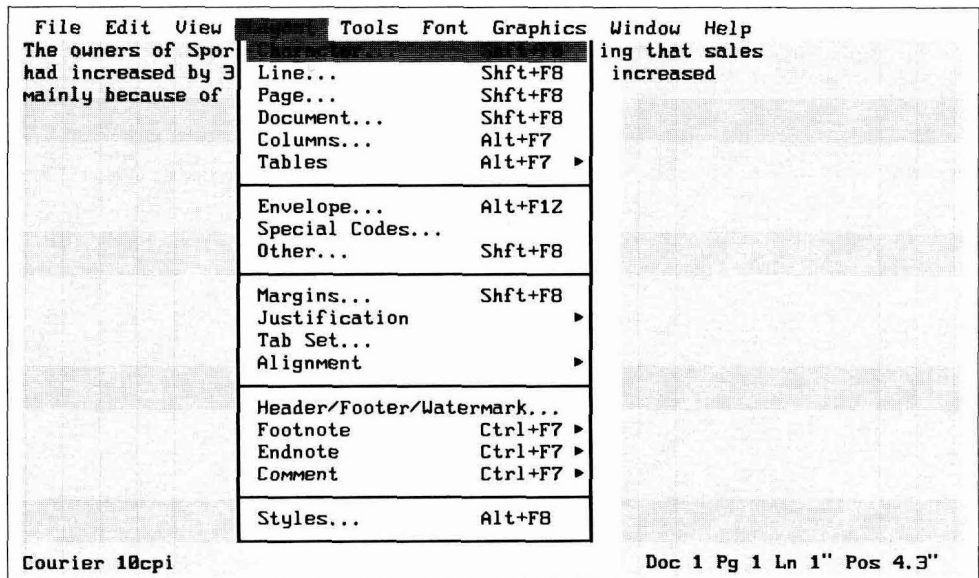 File Edit View Layout Tools Font Graphics Window Help
The owners of Spor Character... Shft+F8 ing that sales
had increased by 3 Line... Shft+F8 increased
mainly because of Page... Shft+F8
Document... Shft+F8
Columns... Alt+F7
Tables Alt+F7 ►
Envelope... Alt+F12
Special Codes...
Other... Shft+F8
Margins... Shft+F8
Justification ►
Tab Set...
Alignment ►
Header/Footer/Watermark...
Footnote Ctrl+F7 ►
Endnote Ctrl+F7 ►
Comment Ctrl+F7 ►
Styles... Alt+F8
Courier 10cpi Doc 1 Pg 1 Ln 1" Pos 4.3"